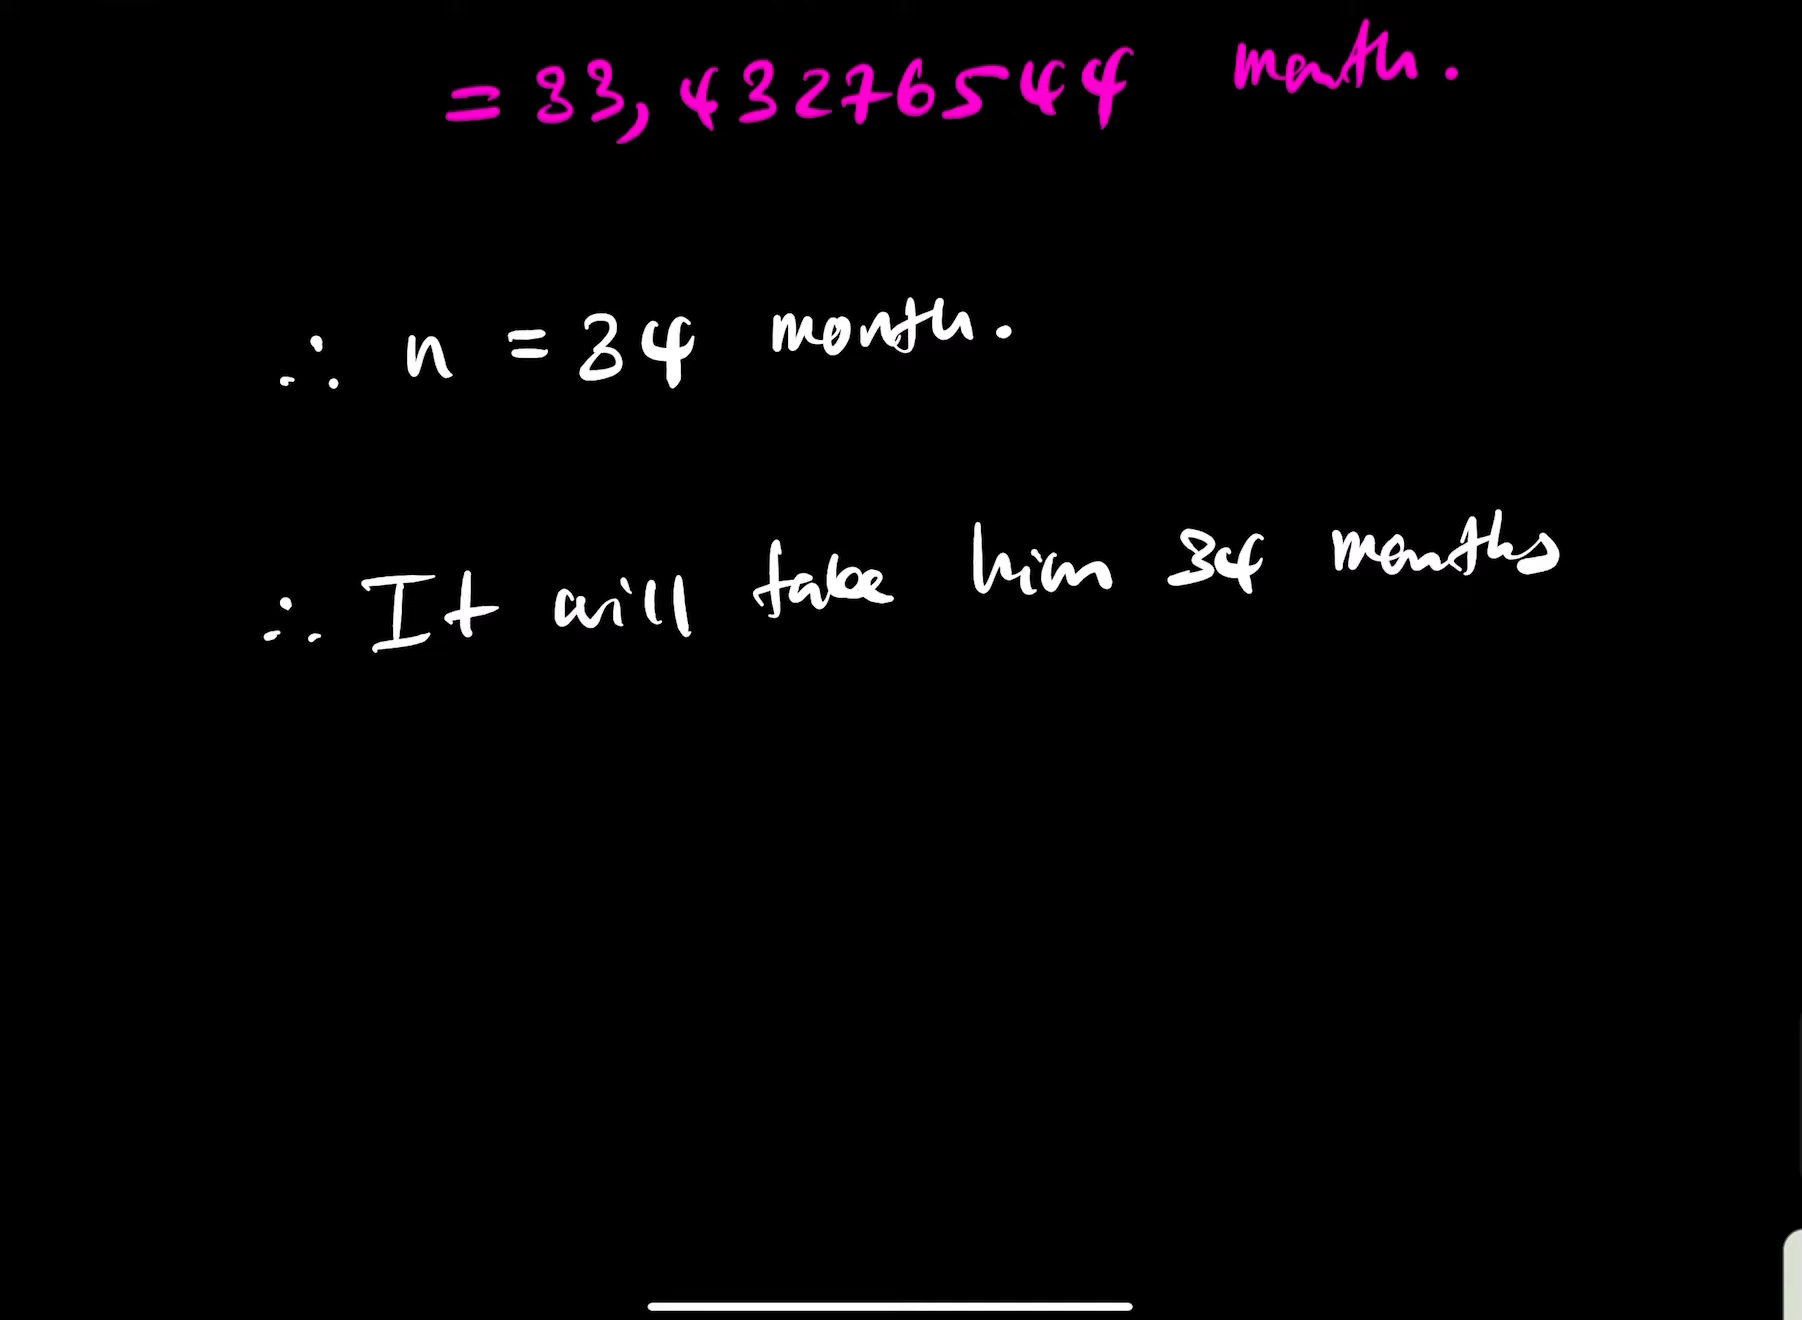 = 33,43276544 month.
∴ n = 34 month.
∴ It will take him 34 months